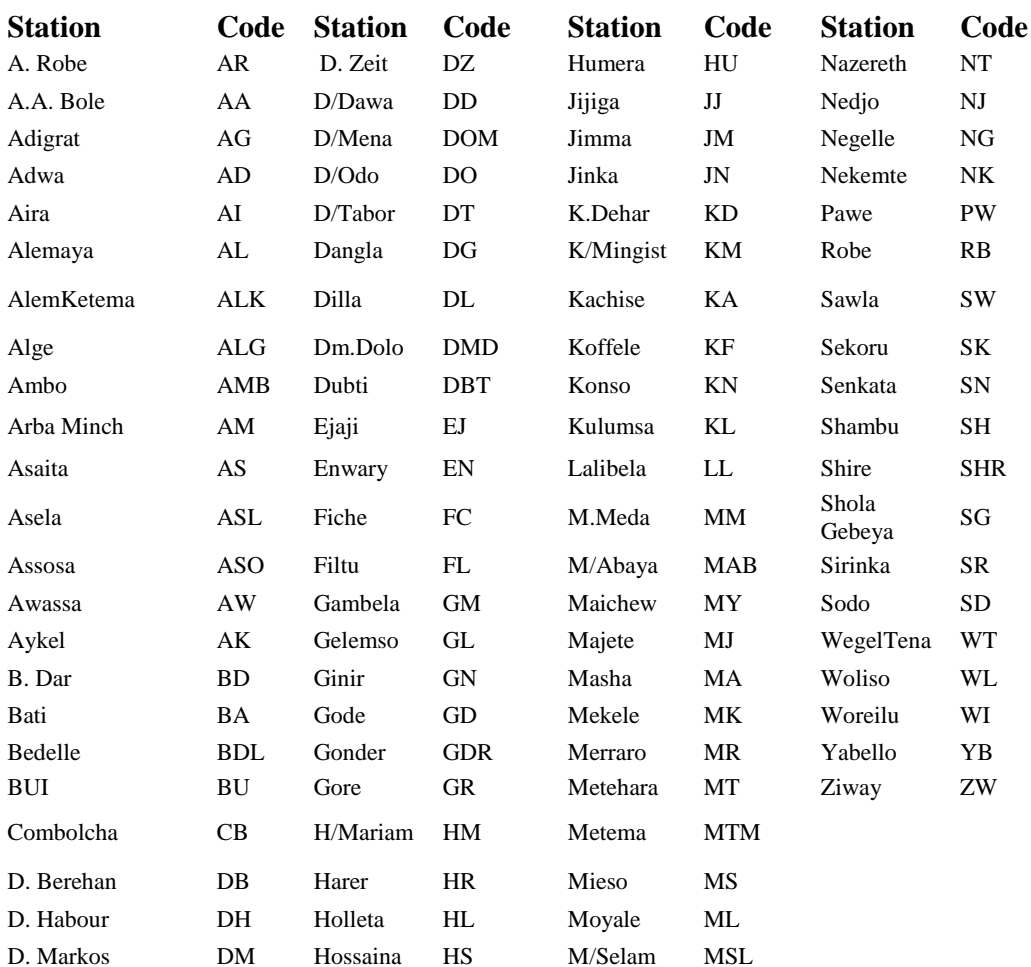 Station Code Station Code Station Code Station Code
A. Robe AR D. Zeit DZ Humera HU Nazereth NT
A.A. Bole AA D/Dawa DD Jijiga JJ Nedjo NJ
Adigrat AG D/Mena DOM Jimma JM Negelle NG
Adwa AD D/Odo DO Jinka JN Nekemte NK
Aira AI D/Tabor DT K.Dehar KD Pawe PW
Alemaya AL Dangla DG K/Mingist KM Robe RB
AlemKetema ALK Dilla DL Kachise KA Sawla SW
Alge ALG Dm.Dolo DMD Koffele KF Sekoru SK
Ambo AMB Dubti DBT Konso KN Senkata SN
Arba Minch AM Ejaji EJ Kulumsa KL Shambu SH
Asaita AS Enwary EN Lalibela LL Shire SHR
Asela ASL Fiche FC M.Meda MM Shola Gebeya SG
Assosa ASO Filtu FL M/Abaya MAB Sirinka SR
Awassa AW Gambela GM Maichew MY Sodo SD
Aykel AK Gelemso GL Majete MJ WegelTena WT
B. Dar BD Ginir GN Masha MA Woliso WL
Bati BA Gode GD Mekele MK Woreilu WI
Bedelle BDL Gonder GDR Merraro MR Yabello YB
BUI BU Gore GR Metehara MT Ziway ZW
Combolcha CB H/Mariam HM Metema MTM
D. Berehan DB Harer HR Mieso MS
D. Habour DH Holleta HL Moyale ML
D. Markos DM Hossaina HS M/Selam MSL